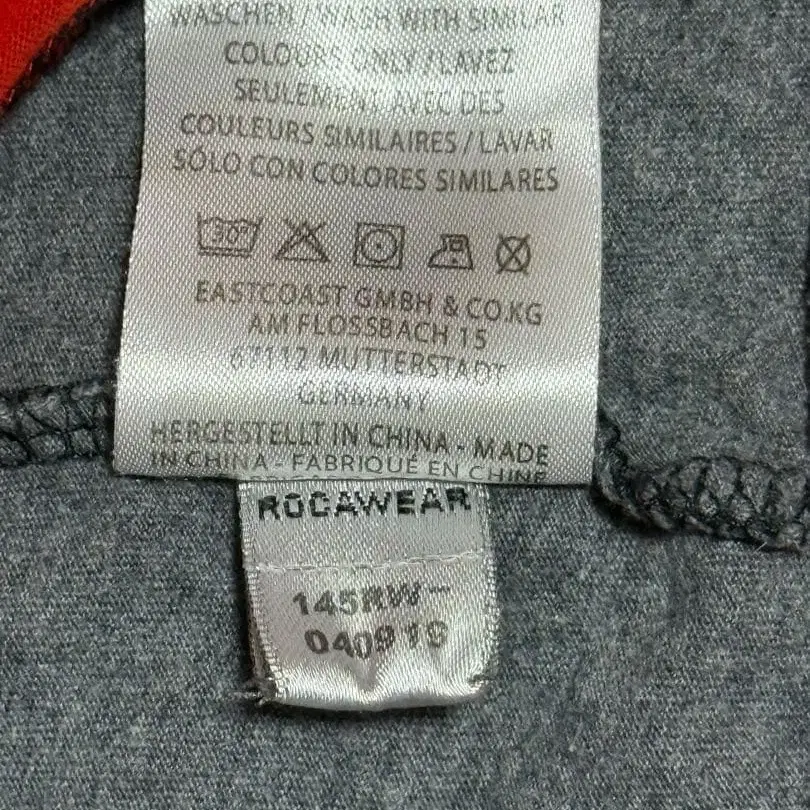 WASCHEN / WASH WITH SIMILAR
COLOURS ONLY / LAVEZ
SEULEMENT AVEC DES
COULEURS SIMILAIRES / LAVAR
SÓLO CON COLORES SIMILARES
30°
EASTCOAST GMBH & CO.KG
AM FLOSSBACH 15
67112 MUTTERSTADT
GERMANY
HERGESTELLT IN CHINA - MADE
IN CHINA - FABRIQUÉ EN CHINE
ROCAWEAR
145RW-
040916